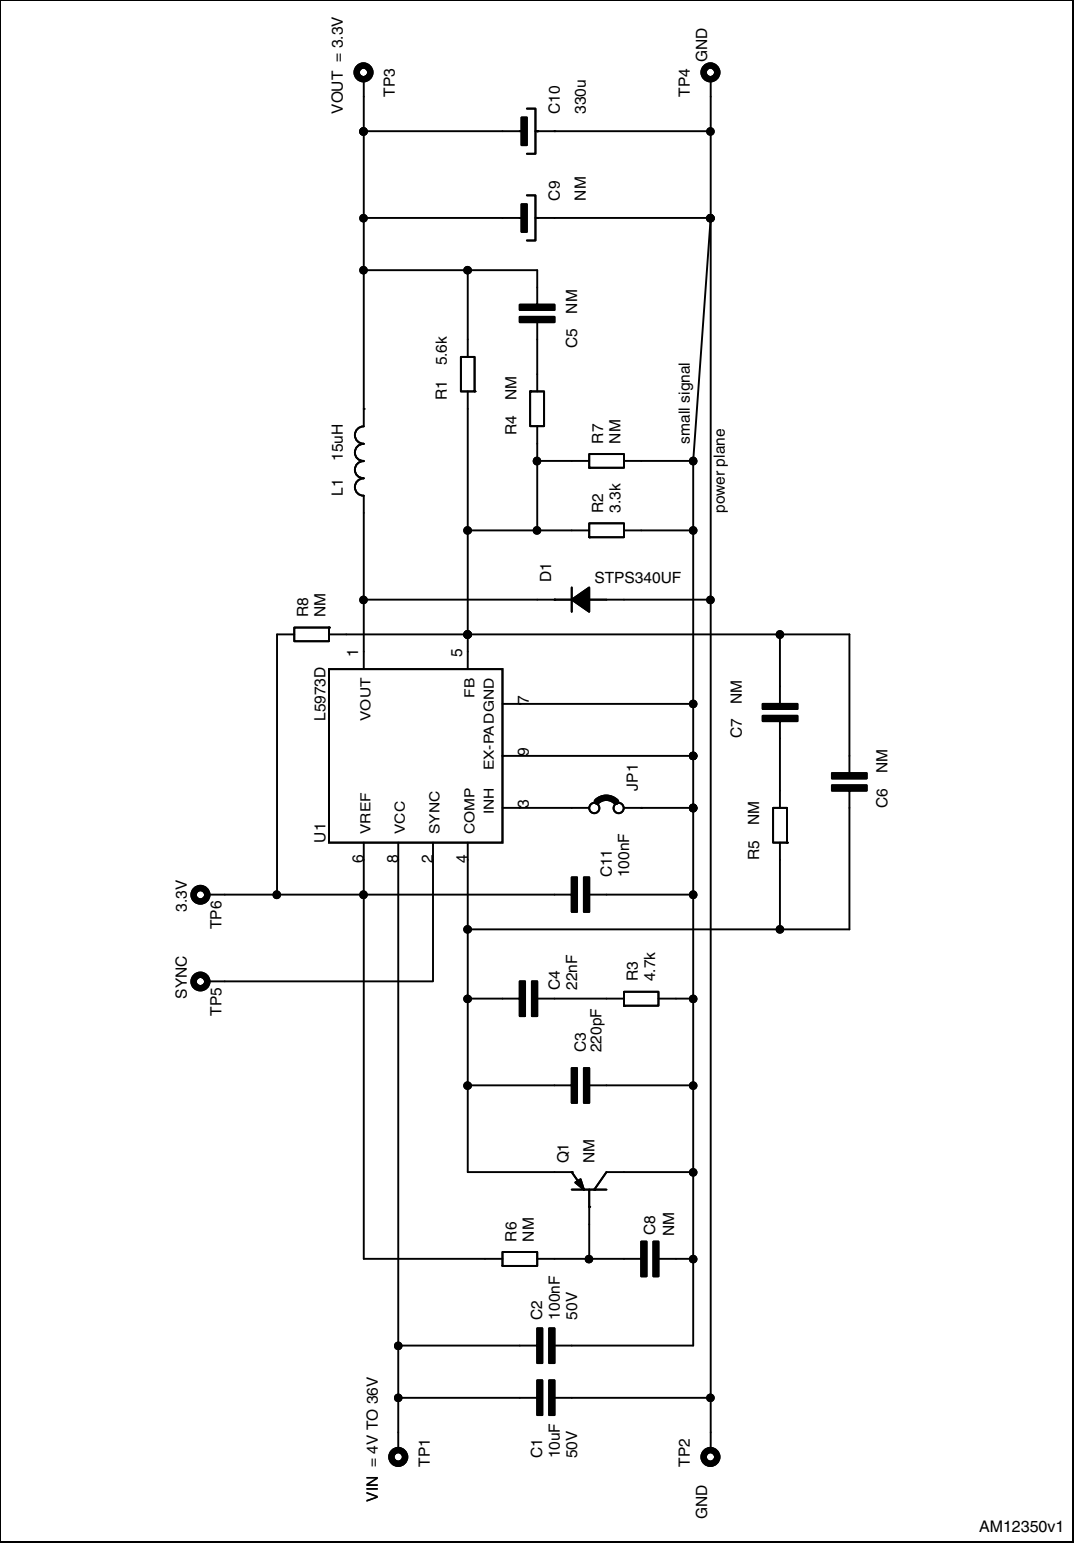 VIN = 4V TO 36V
TP1
GND
TP2
C1
10uF
50V
C2
100nF
50V
R6
NM
C8
NM
Q1
NM
C3
220pF
C4
22nF
R3
4.7k
SYNC
TP5
3.3V
TP6
C11
100nF
U1
L5973D
6
8
2
4
VREF
VCC
SYNC
COMP
INH
EX-PAD
GND
VOUT
FB
3
9
7
1
5
JP1
R8
NM
D1
STPS340UF
R5 NM
C7 NM
C6 NM
L1 15uH
R1 5.6k
R2
3.3k
R7
NM
R4 NM
C5 NM
small signal
power plane
C9
NM
C10
330u
VOUT = 3.3V
TP3
TP4
GND
AM12350v1